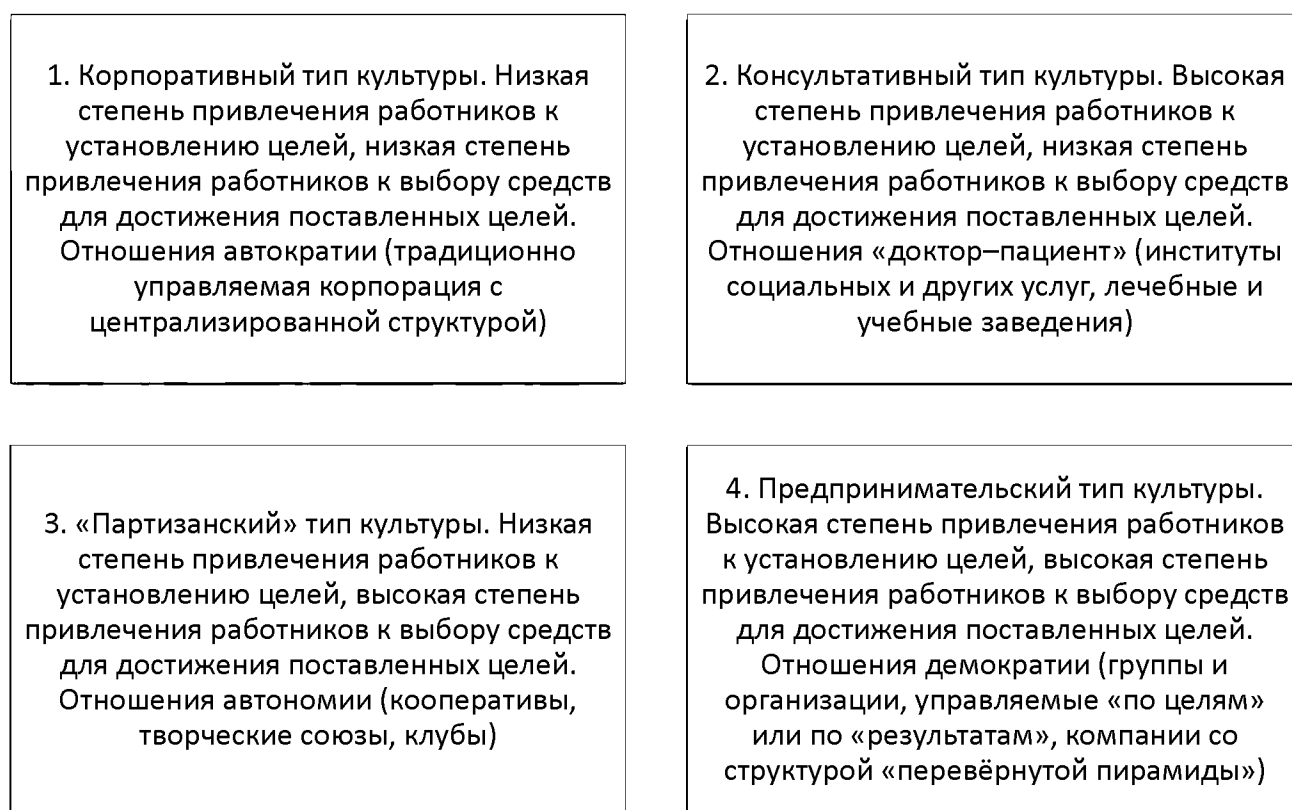 1. Корпоративный тип культуры. Низкая
степень привлечения работников к
установлению целей, низкая степень
привлечения работников к выбору средств
для достижения поставленных целей.
Отношения автократии (традиционно
управляемая корпорация с
централизированной структурой)
2. Консультативный тип культуры. Высокая
степень привлечения работников к
установлению целей, низкая степень
привлечения работников к выбору средств
для достижения поставленных целей.
Отношения «доктор–пациент» (институты
социальных и других услуг, лечебные и
учебные заведения)
3. «Партизанский» тип культуры. Низкая
степень привлечения работников к
установлению целей, высокая степень
привлечения работников к выбору средств
для достижения поставленных целей.
Отношения автономии (кооперативы,
творческие союзы, клубы)
4. Предпринимательский тип культуры.
Высокая степень привлечения работников
к установлению целей, высокая степень
привлечения работников к выбору средств
для достижения поставленных целей.
Отношения демократии (группы и
организации, управляемые «по целям»
или по «результатам», компании со
структурой «перевёрнутой пирамиды»)